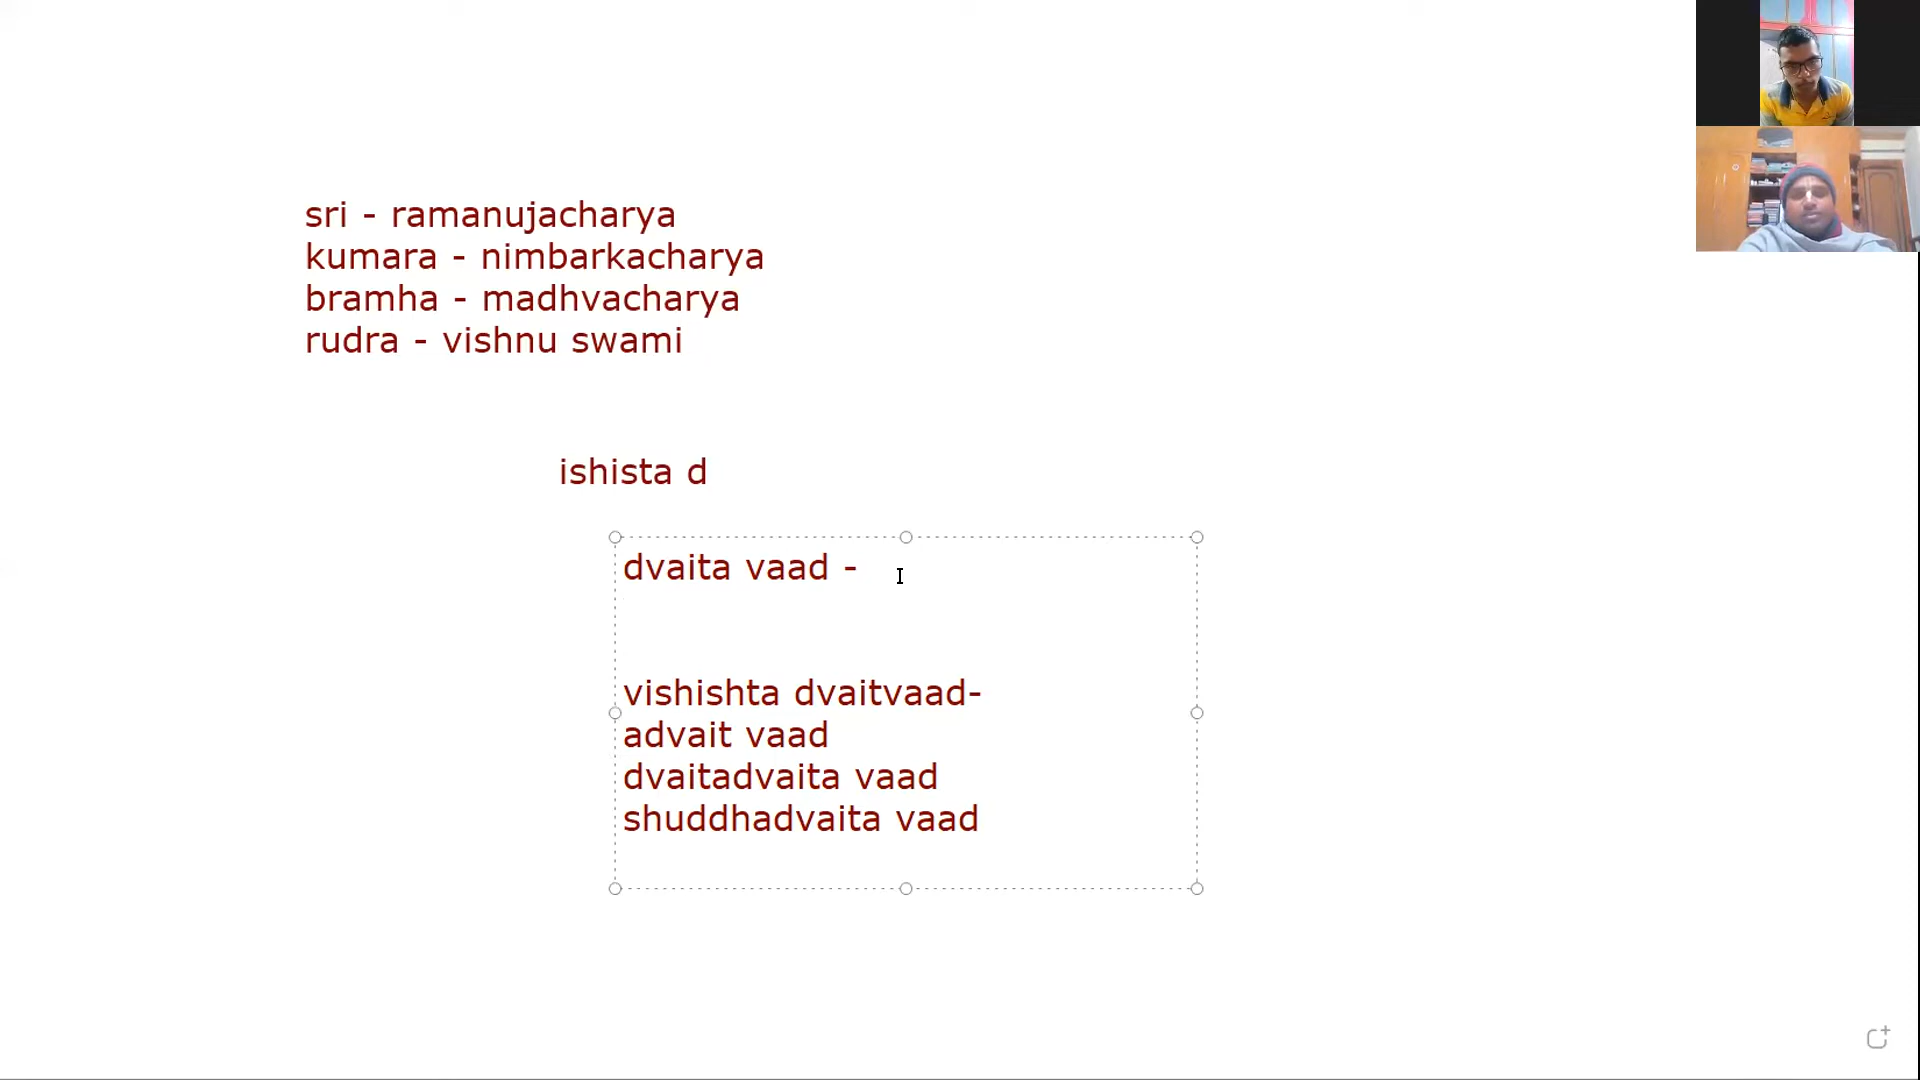 sri - ramanujacharya
kumara - nimbarkacharya
bramha - madhvacharya
rudra - vishnu swami
ishista d
dvaita vaad -
vishishta dvaitvaad-
advait vaad
dvaitadvaita vaad
shuddhadvaita vaad